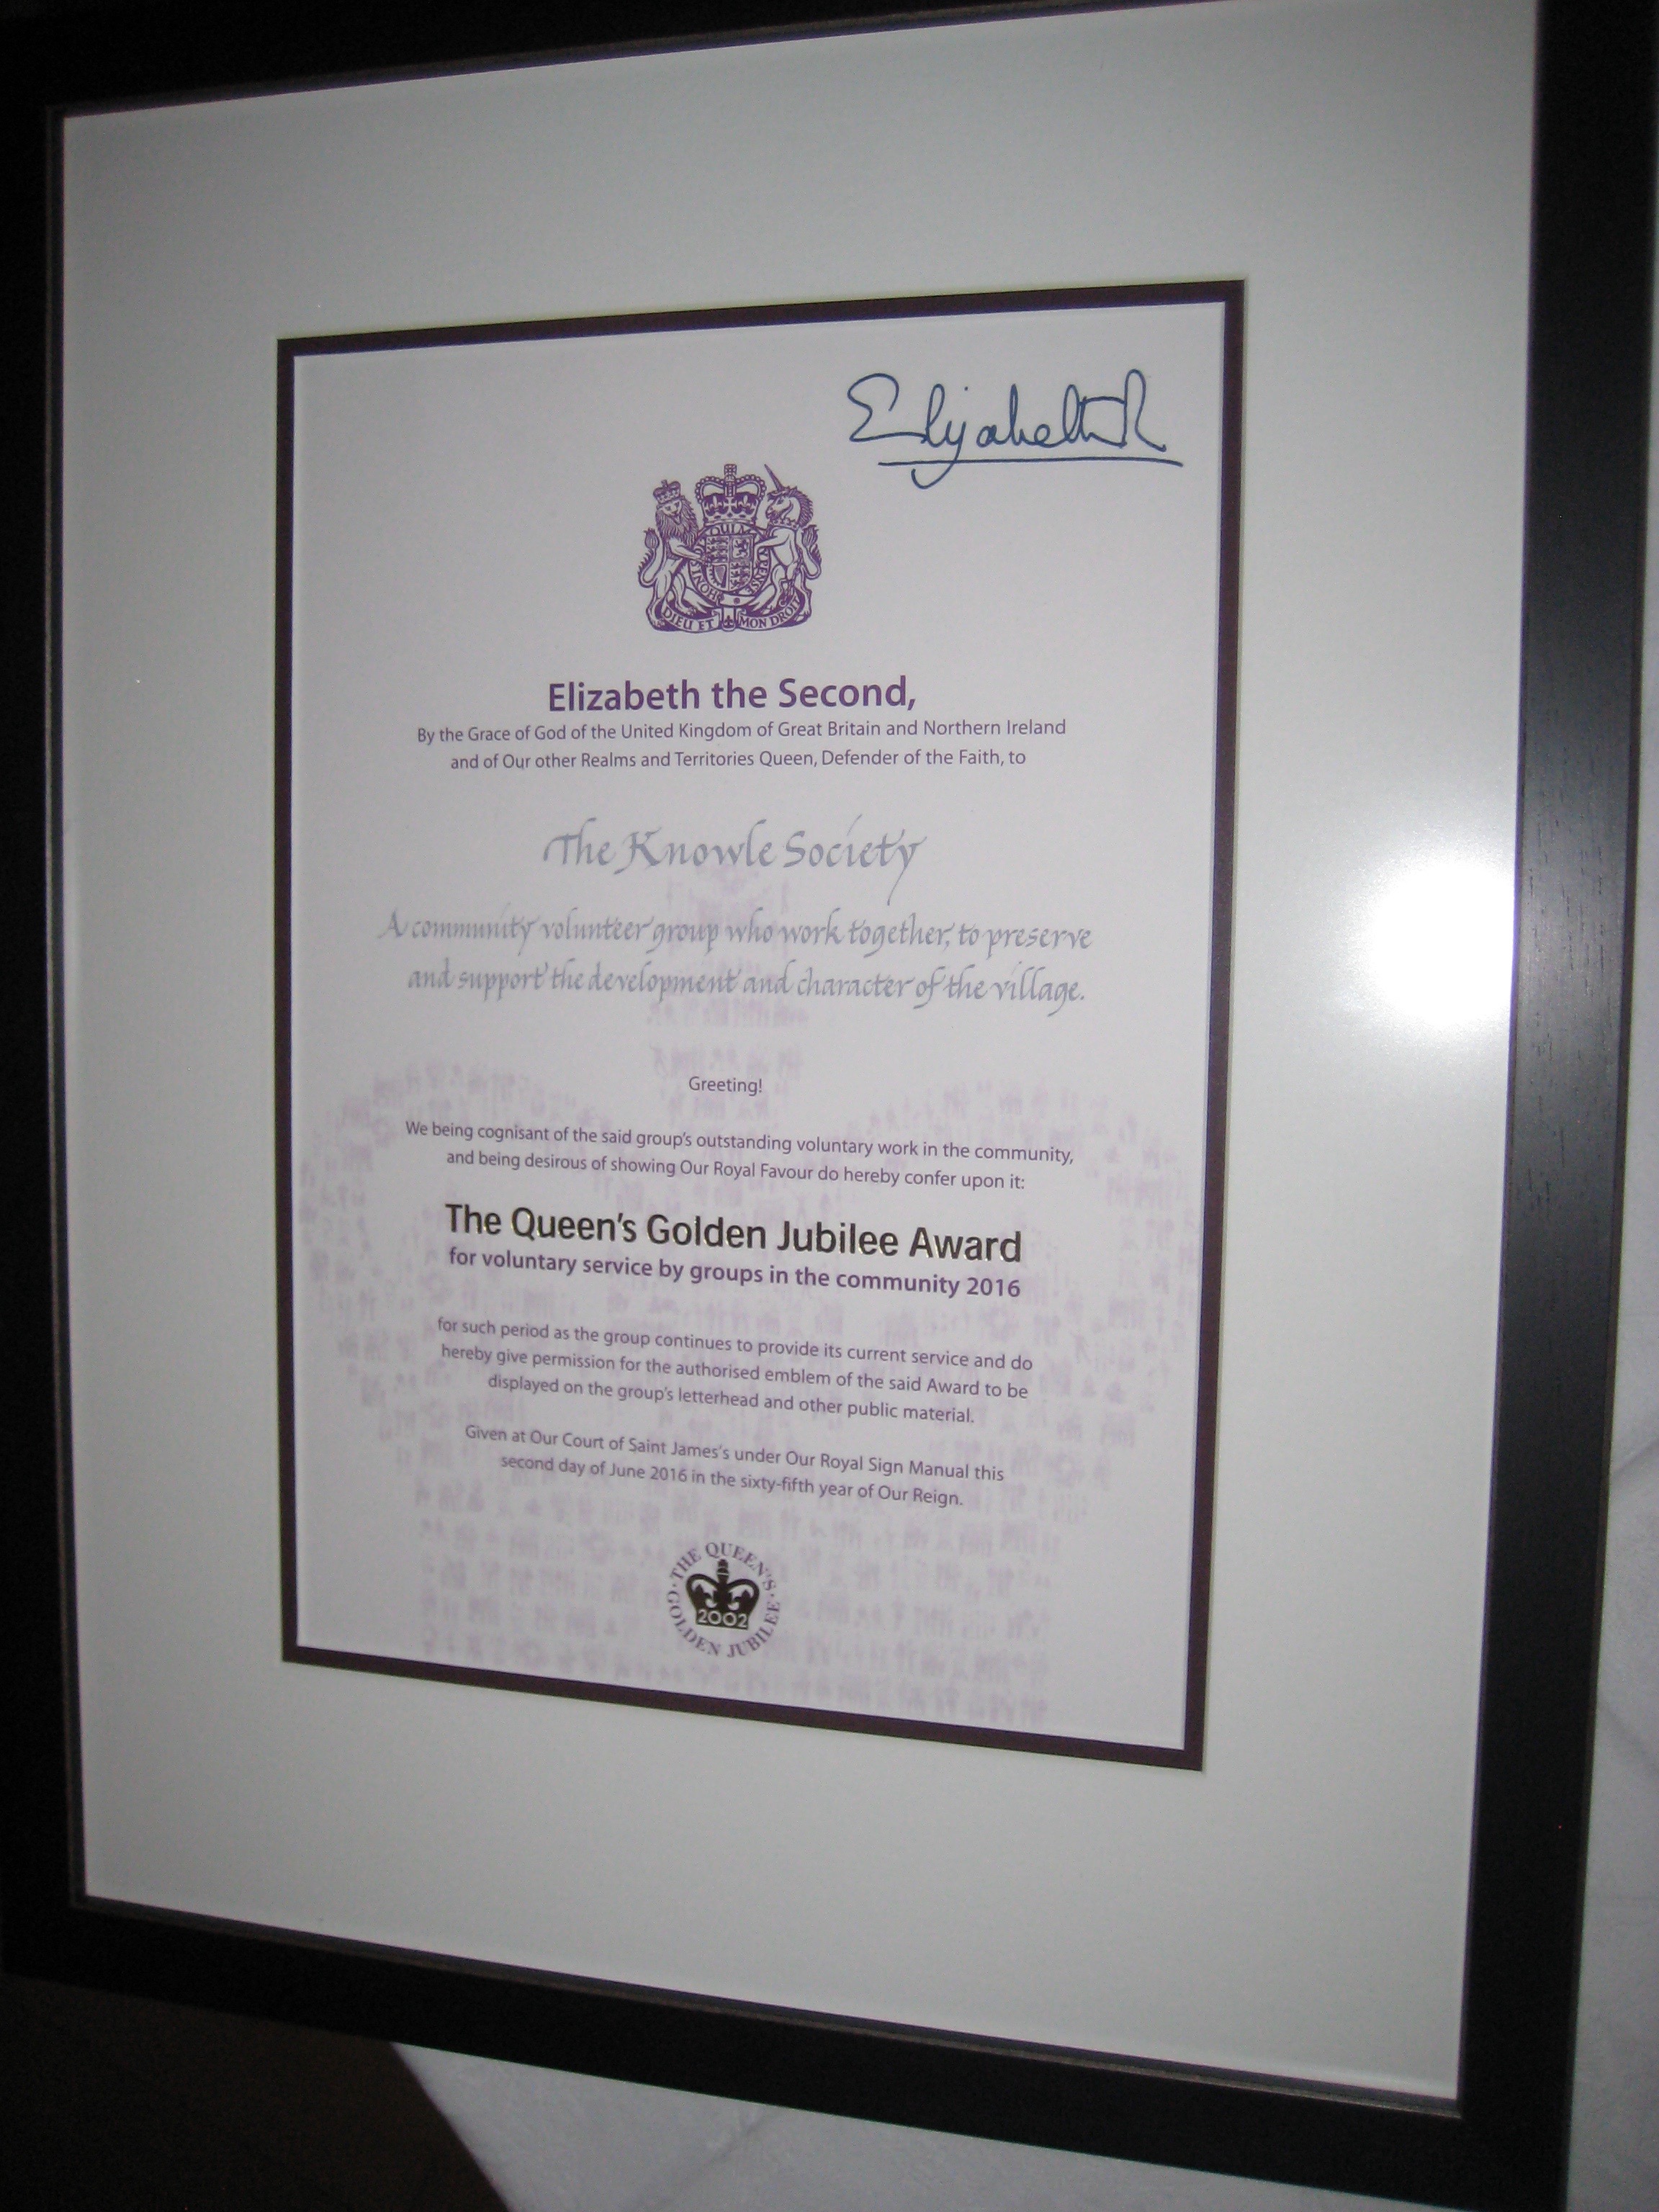 Elizabeth R
QUI
HONI
PENSE
DIEU ET MON DROIT
Elizabeth the Second,
By the Grace of God of the United Kingdom of Great Britain and Northern Ireland
and of Our other Realms and Territories Queen, Defender of the Faith, to
The Knowle Society
A community volunteer group who work together, to preserve
and support the development and character of the village.
Greeting!
We being cognisant of the said group's outstanding voluntary work in the community,
and being desirous of showing Our Royal Favour do hereby confer upon it:
The Queen's Golden Jubilee Award
for voluntary service by groups in the community 2016
for such period as the group continues to provide its current service and do
hereby give permission for the authorised emblem of the said Award to be
displayed on the group's letterhead and other public material.
Given at Our Court of Saint James's under Our Royal Sign Manual this
second day of June 2016 in the sixty-fifth year of Our Reign.
· THE QUEEN'S · GOLDEN JUBILEE
2002